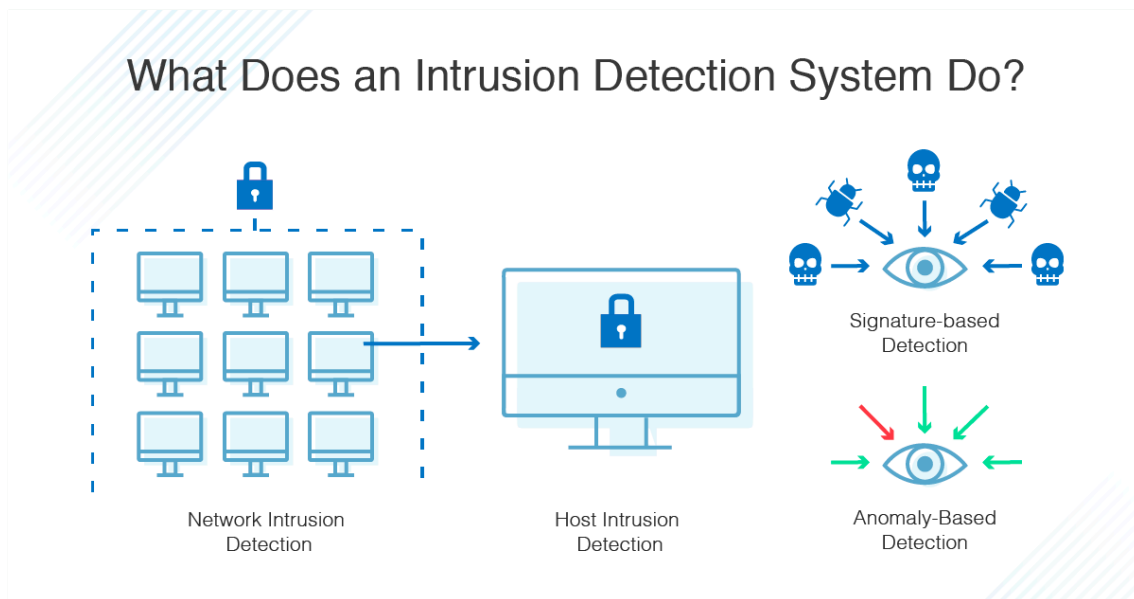 What Does an Intrusion Detection System Do?
Network Intrusion
Detection
Host Intrusion
Detection
Signature-based
Detection
Anomaly-Based
Detection